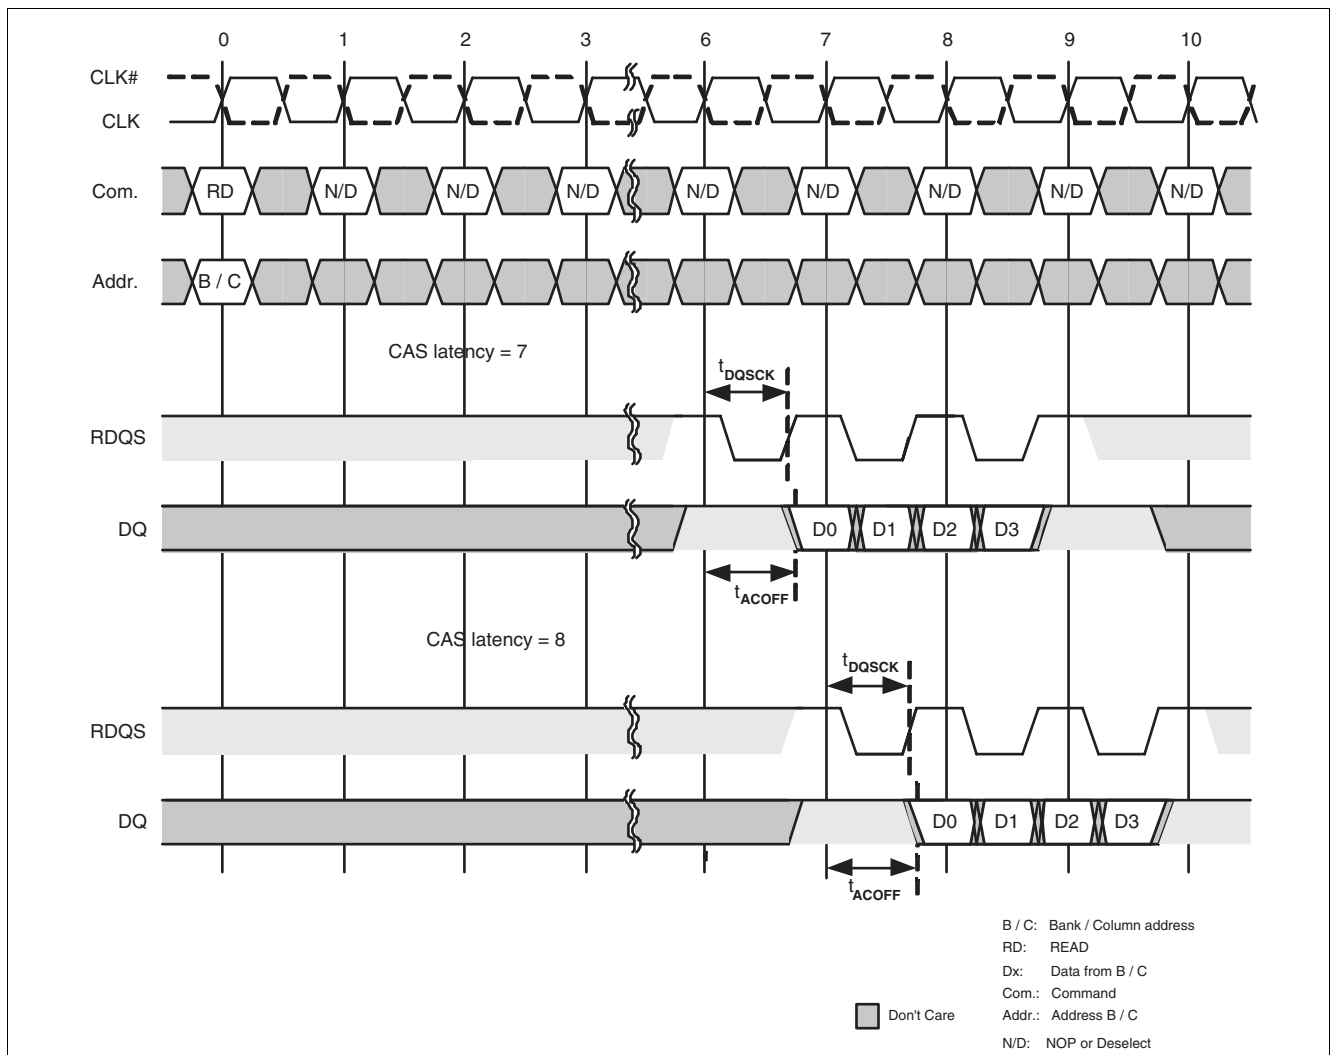 0 1 2 3 6 7 8 9 10
CLK#
CLK
Com. RD N/D N/D N/D N/D N/D N/D N/D N/D
Addr. B / C
CAS latency = 7
tDQSCK
RDQS
DQ D0 D1 D2 D3
tACOFF
CAS latency = 8
tDQSCK
RDQS
DQ D0 D1 D2 D3
tACOFF
B / C: Bank / Column address
RD: READ
Dx: Data from B / C
Com.: Command
Don't Care Addr.: Address B / C
N/D: NOP or Deselect